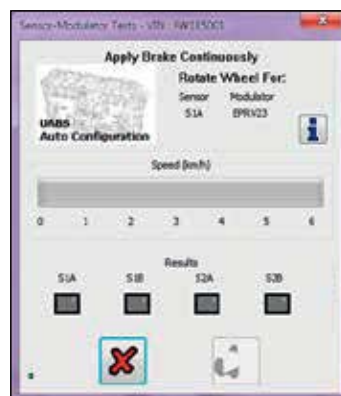 Sensor-Modulator Tests - VIN : FW115001
Apply Brake Continuously
Rotate Wheel For:
Sensor Modulator
S1A EPRV23
UABS
Auto Configuration
Speed (km/h)
0 1 2 3 4 5 6
Results
S1A S1B S2A S2B